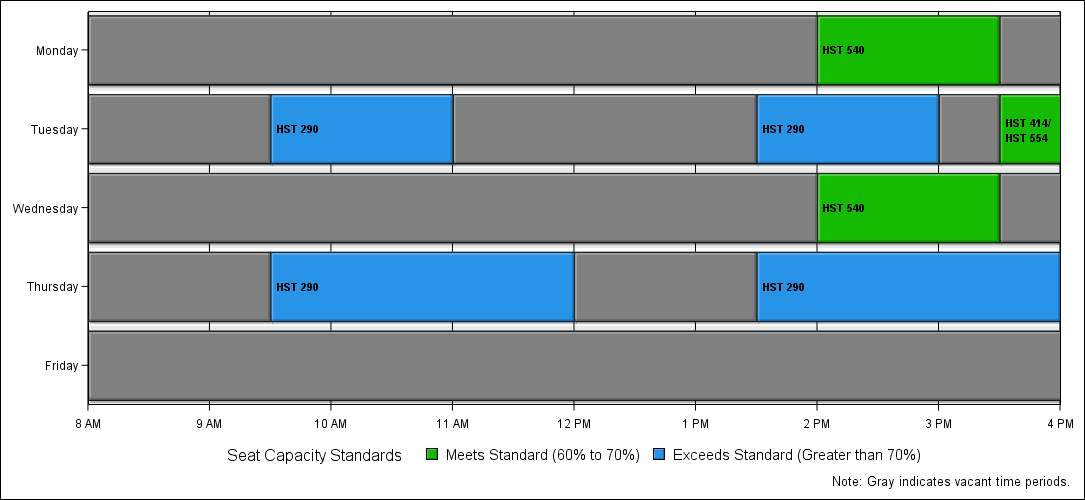 Monday
HST 540
Tuesday
HST 290
HST 290
HST 414/
HST 554
Wednesday
HST 540
Thursday
HST 290
HST 290
Friday
8 AM 9 AM 10 AM 11 AM 12 PM 1 PM 2 PM 3 PM 4 PM
Seat Capacity Standards Meets Standard (60% to 70%) Exceeds Standard (Greater than 70%)
Note: Gray indicates vacant time periods.